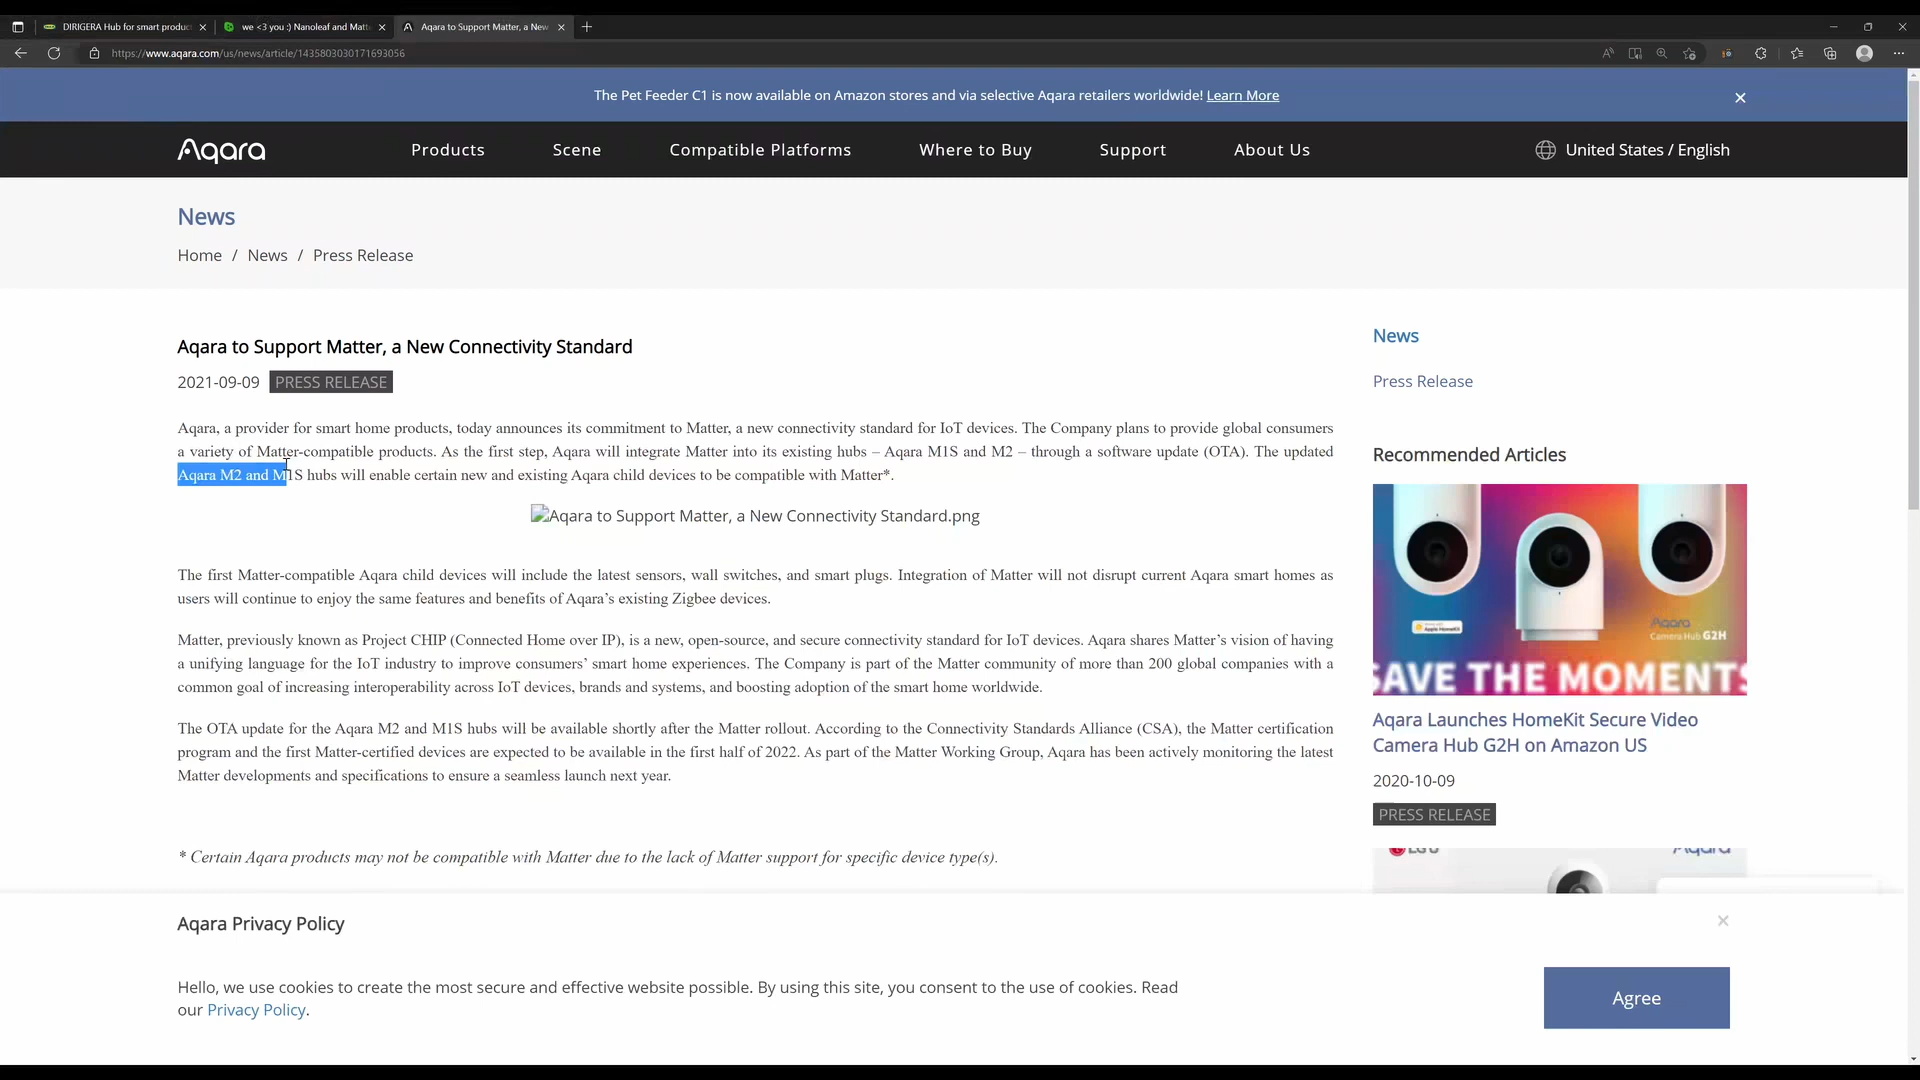 DIRIGERA Hub for smart produc
we <3 you :) Nanoleaf and Matt
Aqara to Support Matter, a New
https://www.aqara.com/us/news/article/1435803030171693056
The Pet Feeder C1 is now available on Amazon stores and via selective Aqara retailers worldwide! Learn More
Aqara
Products
Scene
Compatible Platforms
Where to Buy
Support
About Us
United States / English
News
Home / News / Press Release
Aqara to Support Matter, a New Connectivity Standard
2021-09-09 PRESS RELEASE
Aqara, a provider for smart home products, today announces its commitment to Matter, a new connectivity standard for IoT devices. The Company plans to provide global consumers
a variety of Matter-compatible products. As the first step, Aqara will integrate Matter into its existing hubs – Aqara M1S and M2 – through a software update (OTA). The updated
Aqara M2 and M1S hubs will enable certain new and existing Aqara child devices to be compatible with Matter*.
Aqara to Support Matter, a New Connectivity Standard.png
The first Matter-compatible Aqara child devices will include the latest sensors, wall switches, and smart plugs. Integration of Matter will not disrupt current Aqara smart homes as
users will continue to enjoy the same features and benefits of Aqara’s existing Zigbee devices.
Matter, previously known as Project CHIP (Connected Home over IP), is a new, open-source, and secure connectivity standard for IoT devices. Aqara shares Matter’s vision of having
a unifying language for the IoT industry to improve consumers’ smart home experiences. The Company is part of the Matter community of more than 200 global companies with a
common goal of increasing interoperability across IoT devices, brands and systems, and boosting adoption of the smart home worldwide.
The OTA update for the Aqara M2 and M1S hubs will be available shortly after the Matter rollout. According to the Connectivity Standards Alliance (CSA), the Matter certification
program and the first Matter-certified devices are expected to be available in the first half of 2022. As part of the Matter Working Group, Aqara has been actively monitoring the latest
Matter developments and specifications to ensure a seamless launch next year.
* Certain Aqara products may not be compatible with Matter due to the lack of Matter support for specific device type(s).
News
Press Release
Recommended Articles
Apple HomeKit
Aqara
Camera Hub G2H
SAVE THE MOMENTS
Aqara Launches HomeKit Secure Video
Camera Hub G2H on Amazon US
2020-10-09
PRESS RELEASE
Aqara
Aqara Privacy Policy
Hello, we use cookies to create the most secure and effective website possible. By using this site, you consent to the use of cookies. Read
our Privacy Policy.
Agree